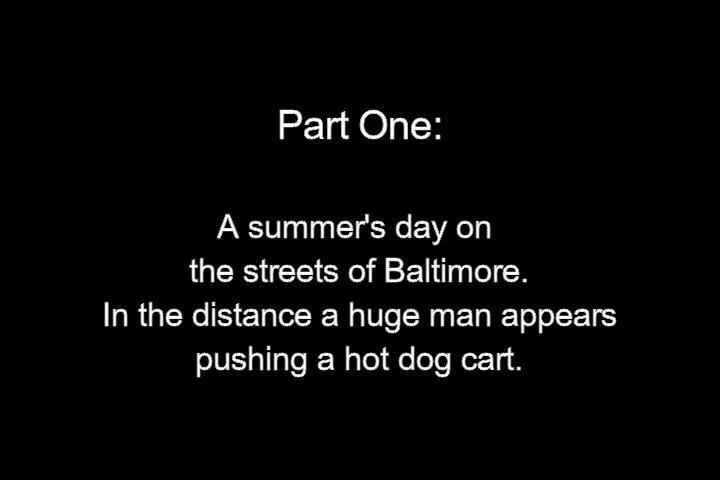 Part One:
A summer's day on
the streets of Baltimore.
In the distance a huge man appears
pushing a hot dog cart.